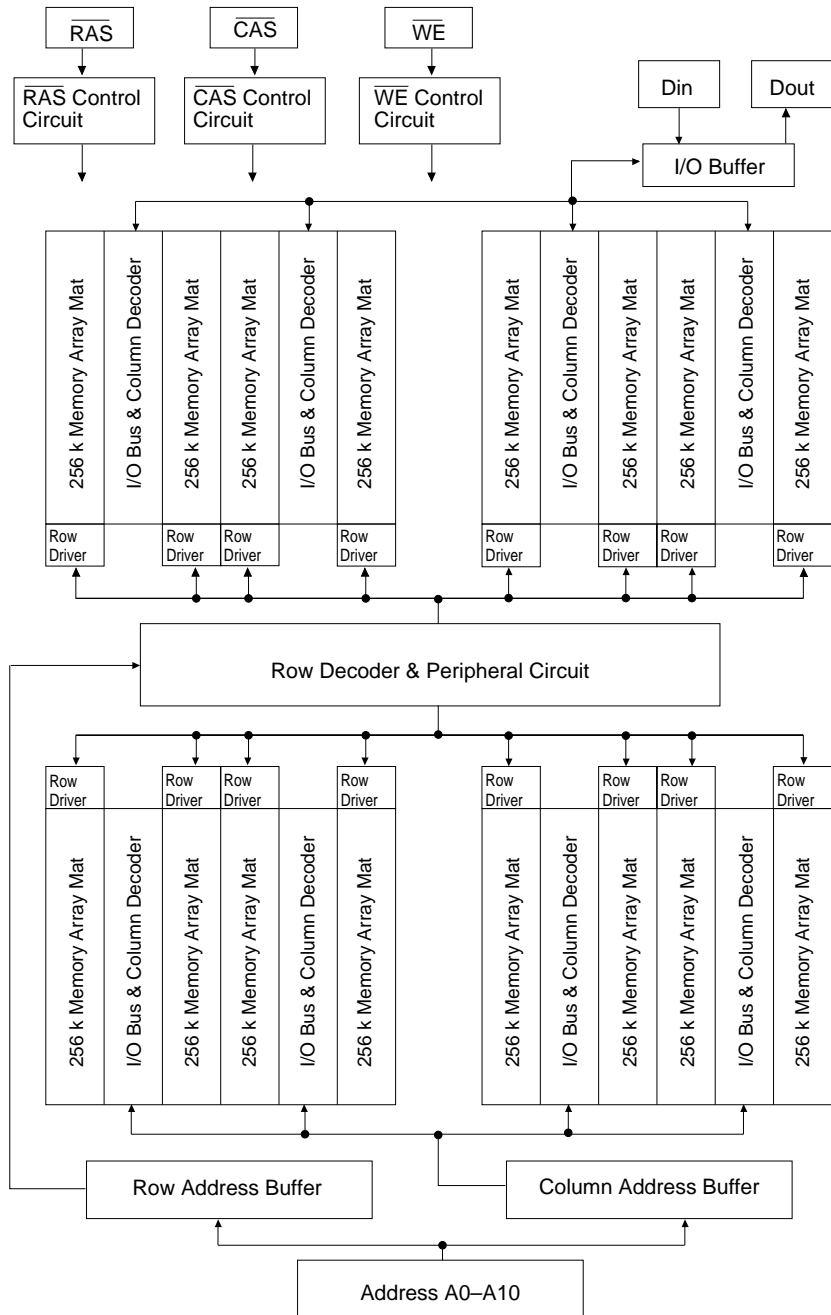 R̅A̅S̅
C̅A̅S̅
W̅E̅
R̅A̅S̅ Control
Circuit
C̅A̅S̅ Control
Circuit
W̅E̅ Control
Circuit
Din
Dout
I/O Buffer
256 k Memory Array Mat
I/O Bus & Column Decoder
256 k Memory Array Mat
256 k Memory Array Mat
I/O Bus & Column Decoder
256 k Memory Array Mat
256 k Memory Array Mat
I/O Bus & Column Decoder
256 k Memory Array Mat
256 k Memory Array Mat
I/O Bus & Column Decoder
256 k Memory Array Mat
Row
Driver
Row
Driver
Row
Driver
Row
Driver
Row
Driver
Row
Driver
Row
Driver
Row
Driver
Row Decoder & Peripheral Circuit
Row
Driver
Row
Driver
Row
Driver
Row
Driver
Row
Driver
Row
Driver
Row
Driver
Row
Driver
256 k Memory Array Mat
I/O Bus & Column Decoder
256 k Memory Array Mat
256 k Memory Array Mat
I/O Bus & Column Decoder
256 k Memory Array Mat
256 k Memory Array Mat
I/O Bus & Column Decoder
256 k Memory Array Mat
256 k Memory Array Mat
I/O Bus & Column Decoder
256 k Memory Array Mat
Row Address Buffer
Column Address Buffer
Address A0–A10